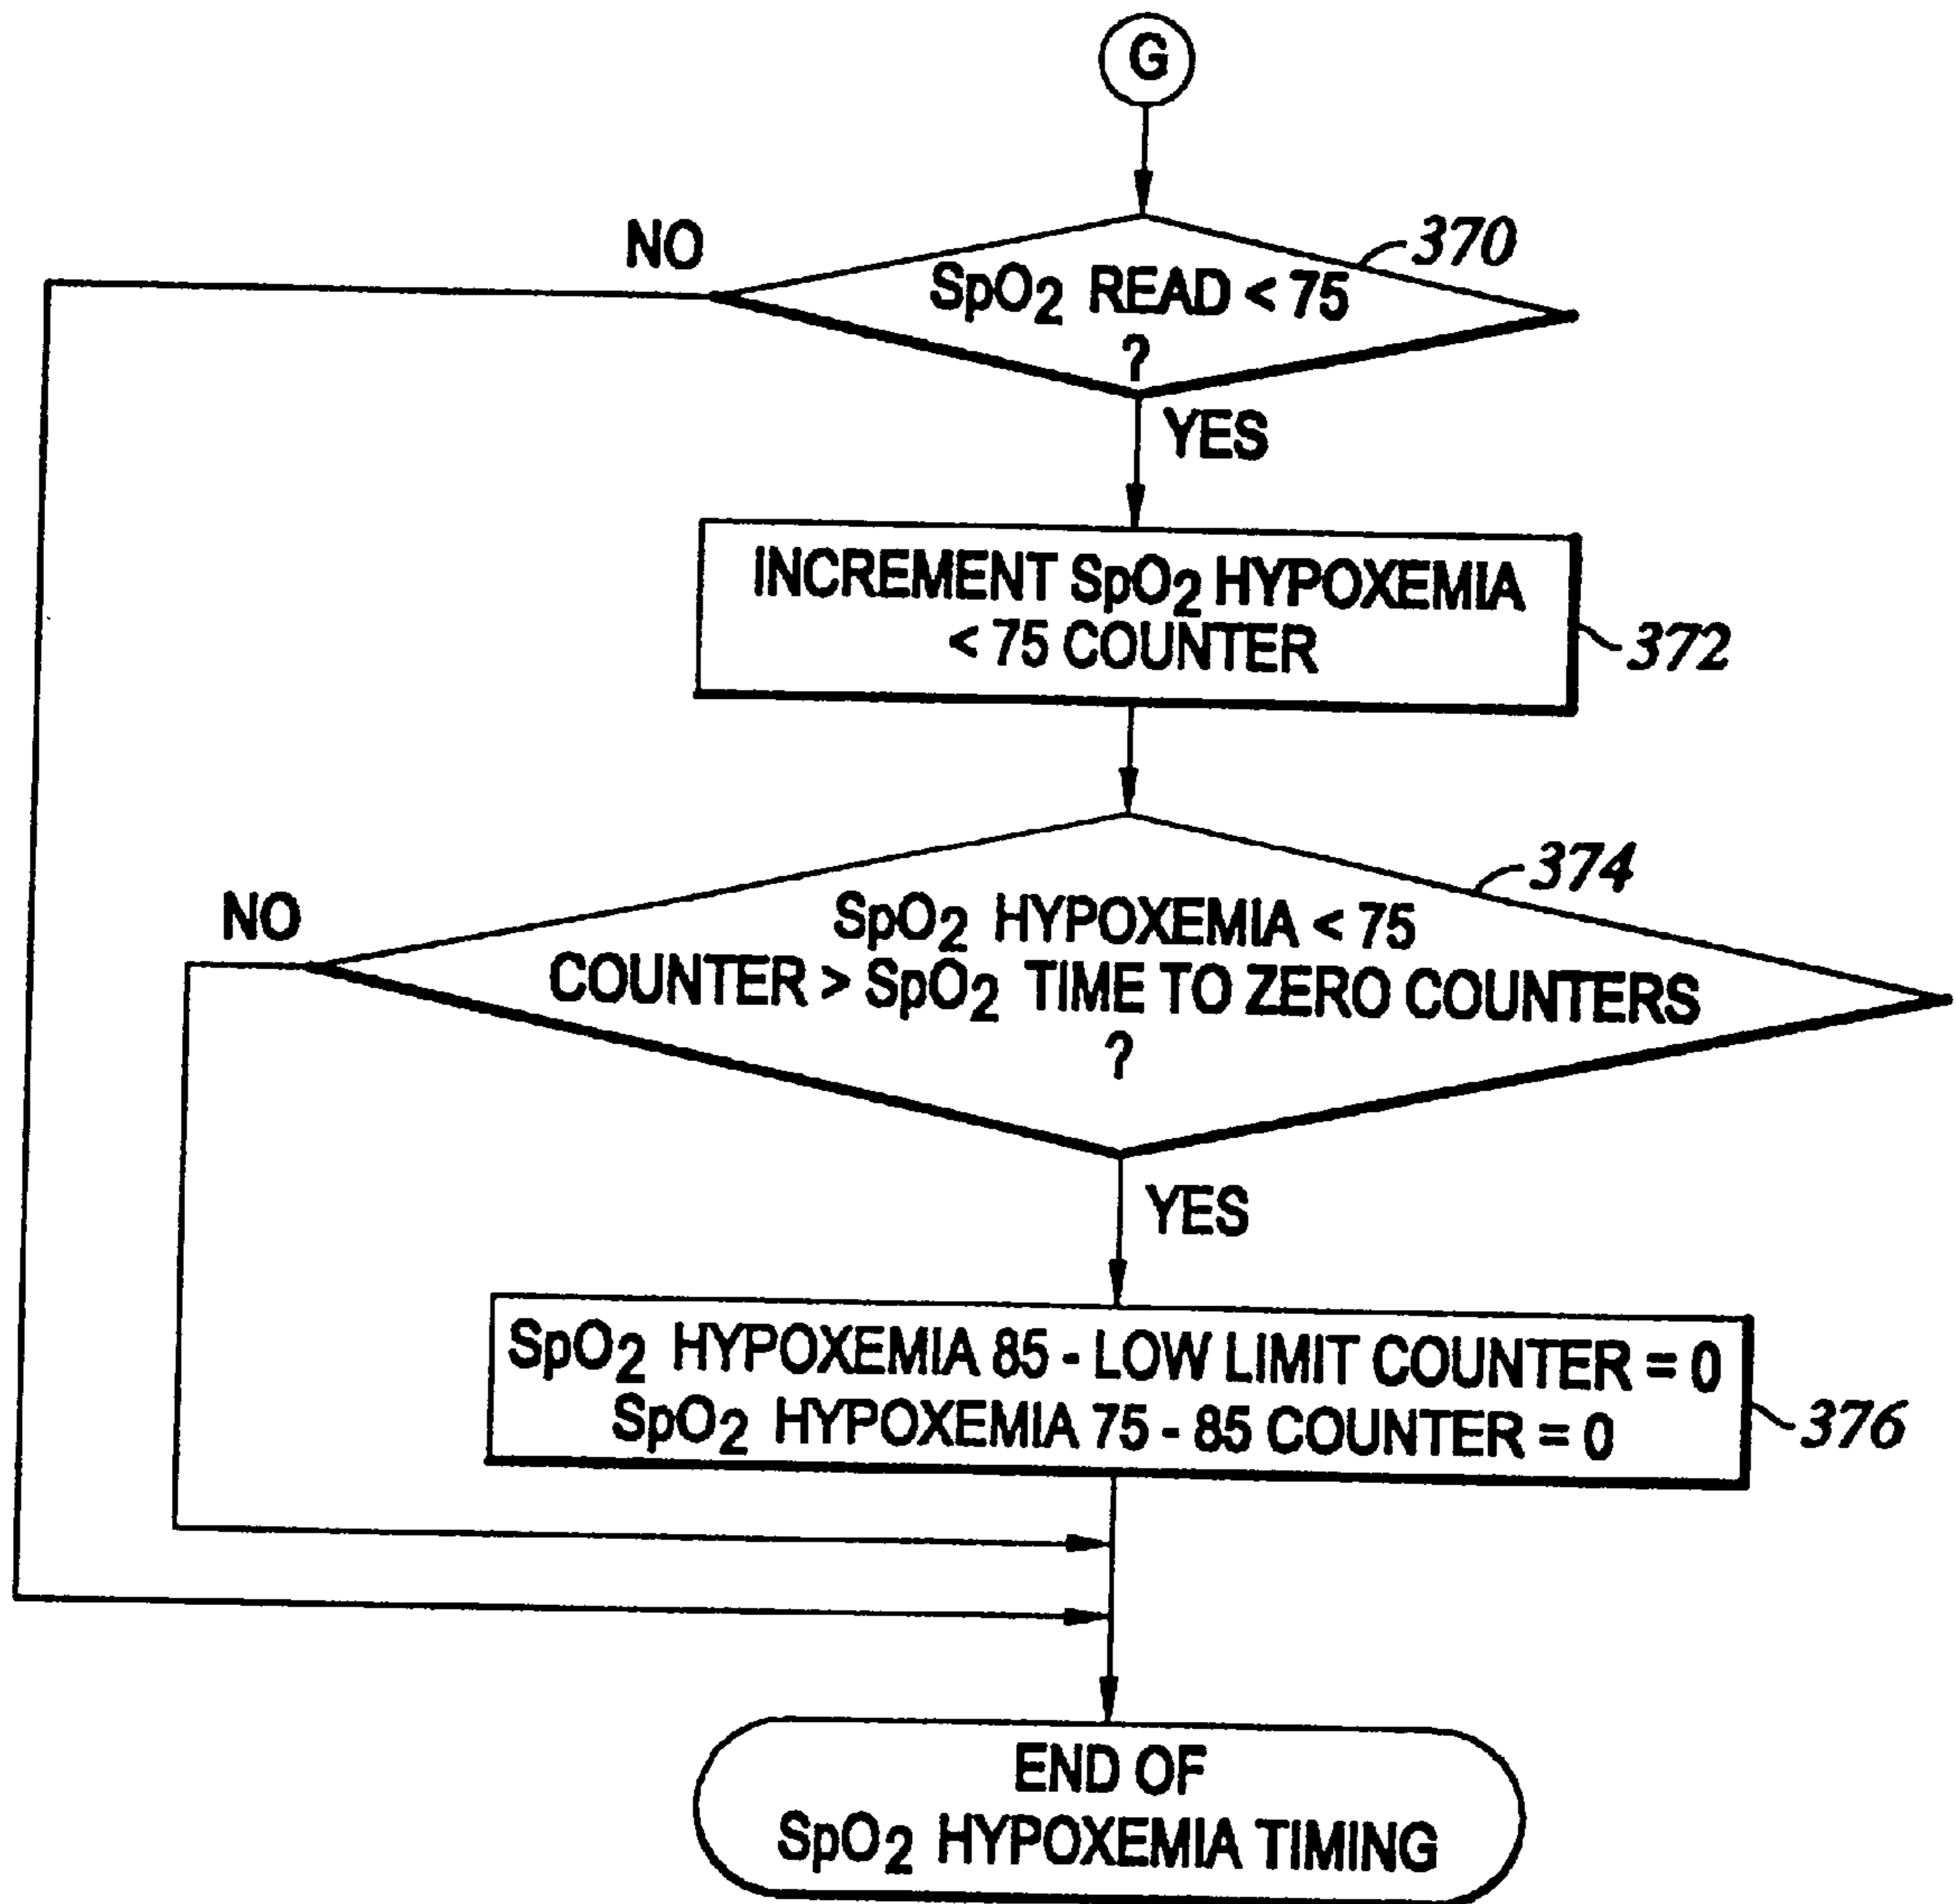 G
370
NO
SpO2 READ < 75
?
YES
INCREMENT SpO2 HYPOXEMIA
< 75 COUNTER
372
374
NO
SpO2 HYPOXEMIA < 75
COUNTER > SpO2 TIME TO ZERO COUNTERS
?
YES
SpO2 HYPOXEMIA 85 - LOW LIMIT COUNTER = 0
SpO2 HYPOXEMIA 75 - 85 COUNTER = 0
376
END OF
SpO2 HYPOXEMIA TIMING